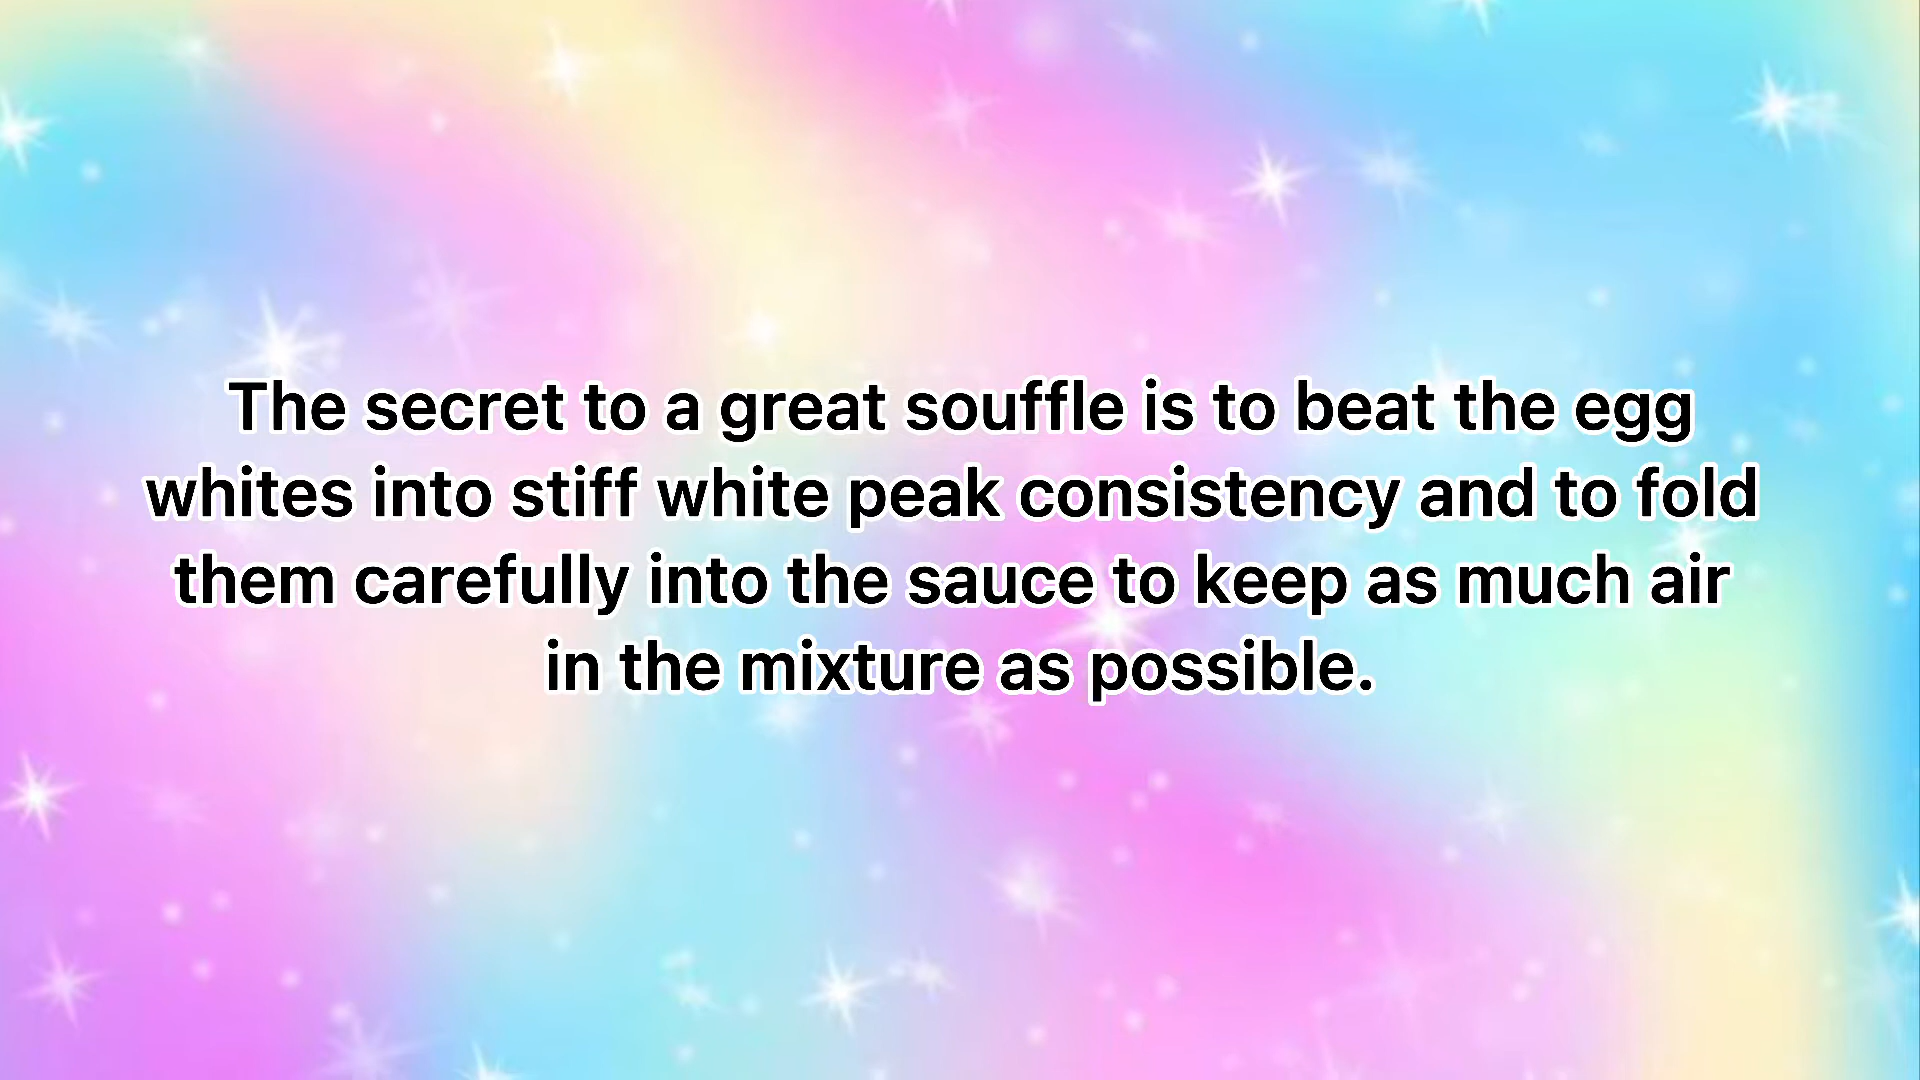 The secret to a great souffle is to beat the egg
whites into stiff white peak consistency and to fold
them carefully into the sauce to keep as much air
in the mixture as possible.